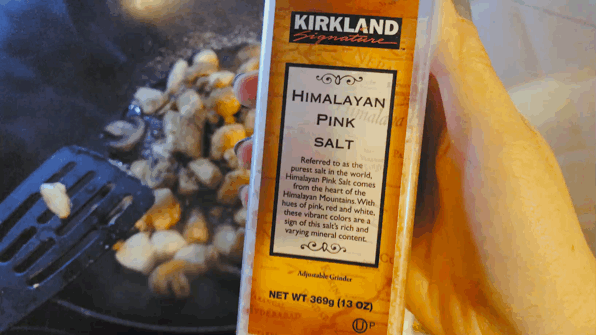 KIRKLAND
Signature
HIMALAYAN
PINK
SALT
Referred to as the
purest salt in the world,
Himalayan Pink Salt comes
from the heart of the
Himalayan Mountains. With
hues of pink, red and white,
these vibrant colors are a
sign of this salt's rich and
varying mineral content.
Adjustable Grinder
NET WT 369g (13 OZ)
U P